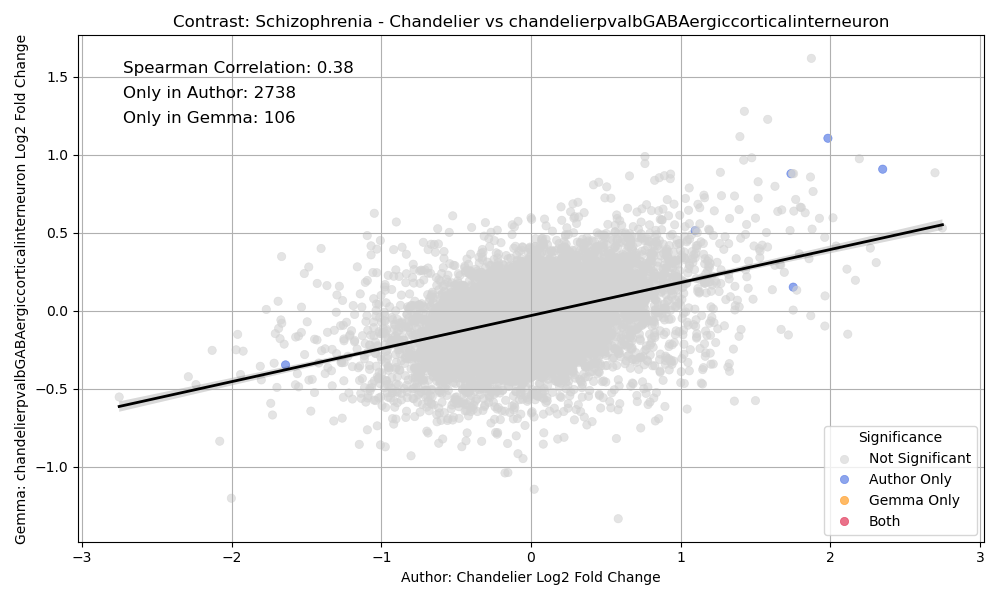 Contrast: Schizophrenia - Chandelier vs chandelierpvalbGABAergiccorticalinterneuron
Gemma: chandelierpvalbGABAergiccorticalinterneuron Log2 Fold Change
1.5
1.0
0.5
0.0
−0.5
−1.0
Spearman Correlation: 0.38
Only in Author: 2738
Only in Gemma: 106
Significance
Not Significant
Author Only
Gemma Only
Both
−3
−2
−1
0
1
2
3
Author: Chandelier Log2 Fold Change